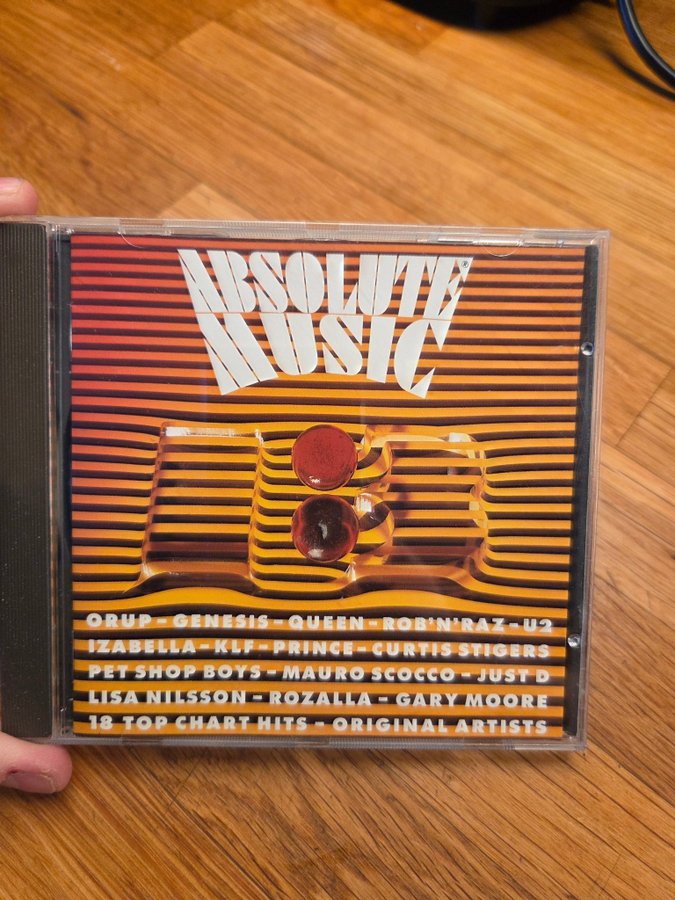 ABSOLUTE®
MUSIC
18
ORUP – GENESIS – QUEEN – ROB'N'RAZ – U2
IZABELLA – KLF – PRINCE – CURTIS STIGERS
PET SHOP BOYS – MAURO SCOCCO – JUST D
LISA NILSSON – ROZALLA – GARY MOORE
18 TOP CHART HITS – ORIGINAL ARTISTS